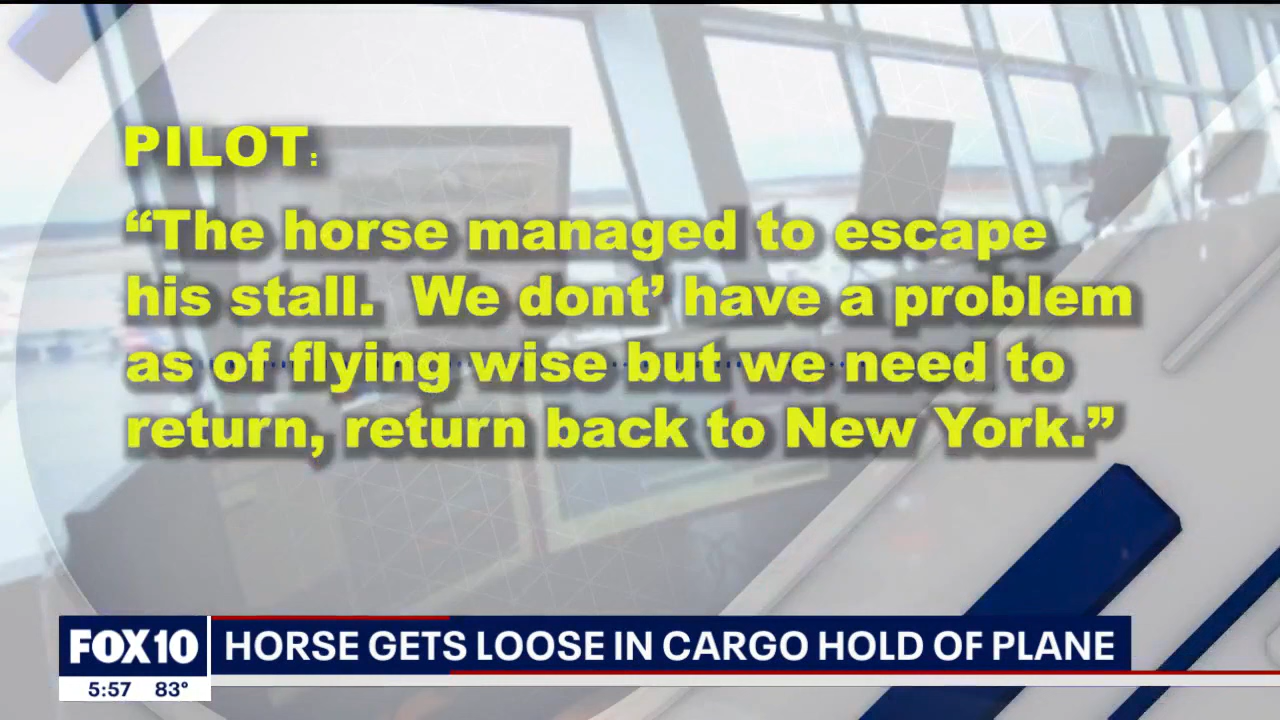 PILOT:
“The horse managed to escape
his stall. We dont’ have a problem
as of flying wise but we need to
return, return back to New York.”
FOX10
HORSE GETS LOOSE IN CARGO HOLD OF PLANE
5:57 83°